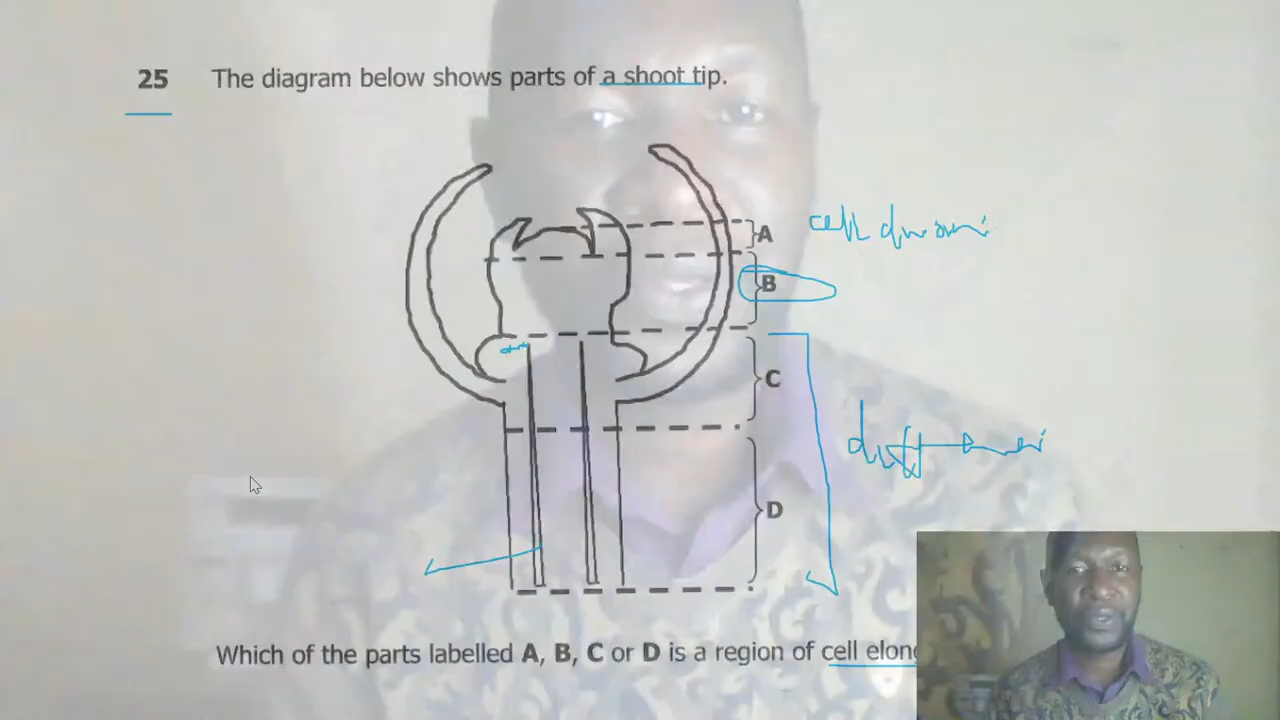 25 The diagram below shows parts of a shoot tip.
A
cell
B
C
D
Which of the parts labelled A, B, C or D is a region of cell elong